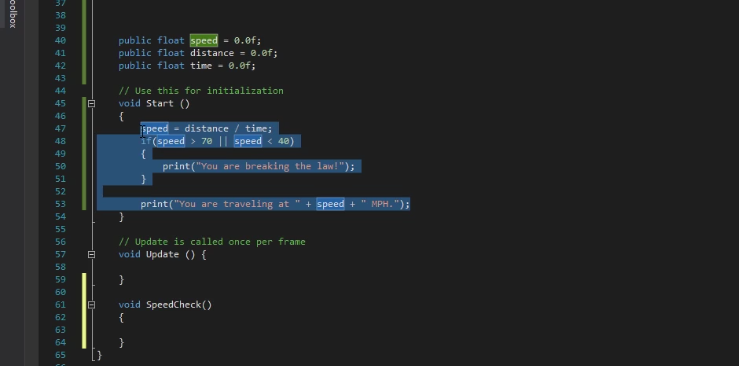 oolbox
37
38
39
40 public float speed = 0.0f;
41 public float distance = 0.0f;
42 public float time = 0.0f;
43
44 // Use this for initialization
45 void Start ()
46 {
47 speed = distance / time;
48 if(speed > 70 || speed < 40)
49 {
50 print("You are breaking the law!");
51 }
52
53 print("You are traveling at " + speed + " MPH.");
54 }
55
56 // Update is called once per frame
57 void Update () {
58
59 }
60
61 void SpeedCheck()
62 {
63
64 }
65 }